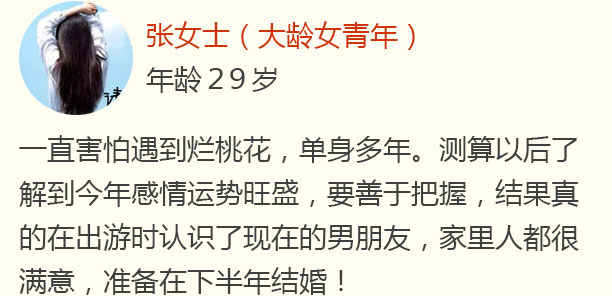 张女士（大龄女青年）
年龄29岁
一直害怕遇到烂桃花，单身多年。测算以后了
解到今年感情运势旺盛，要善于把握，结果真
的在出游时认识了现在的男朋友，家里人都很
满意，准备在下半年结婚！